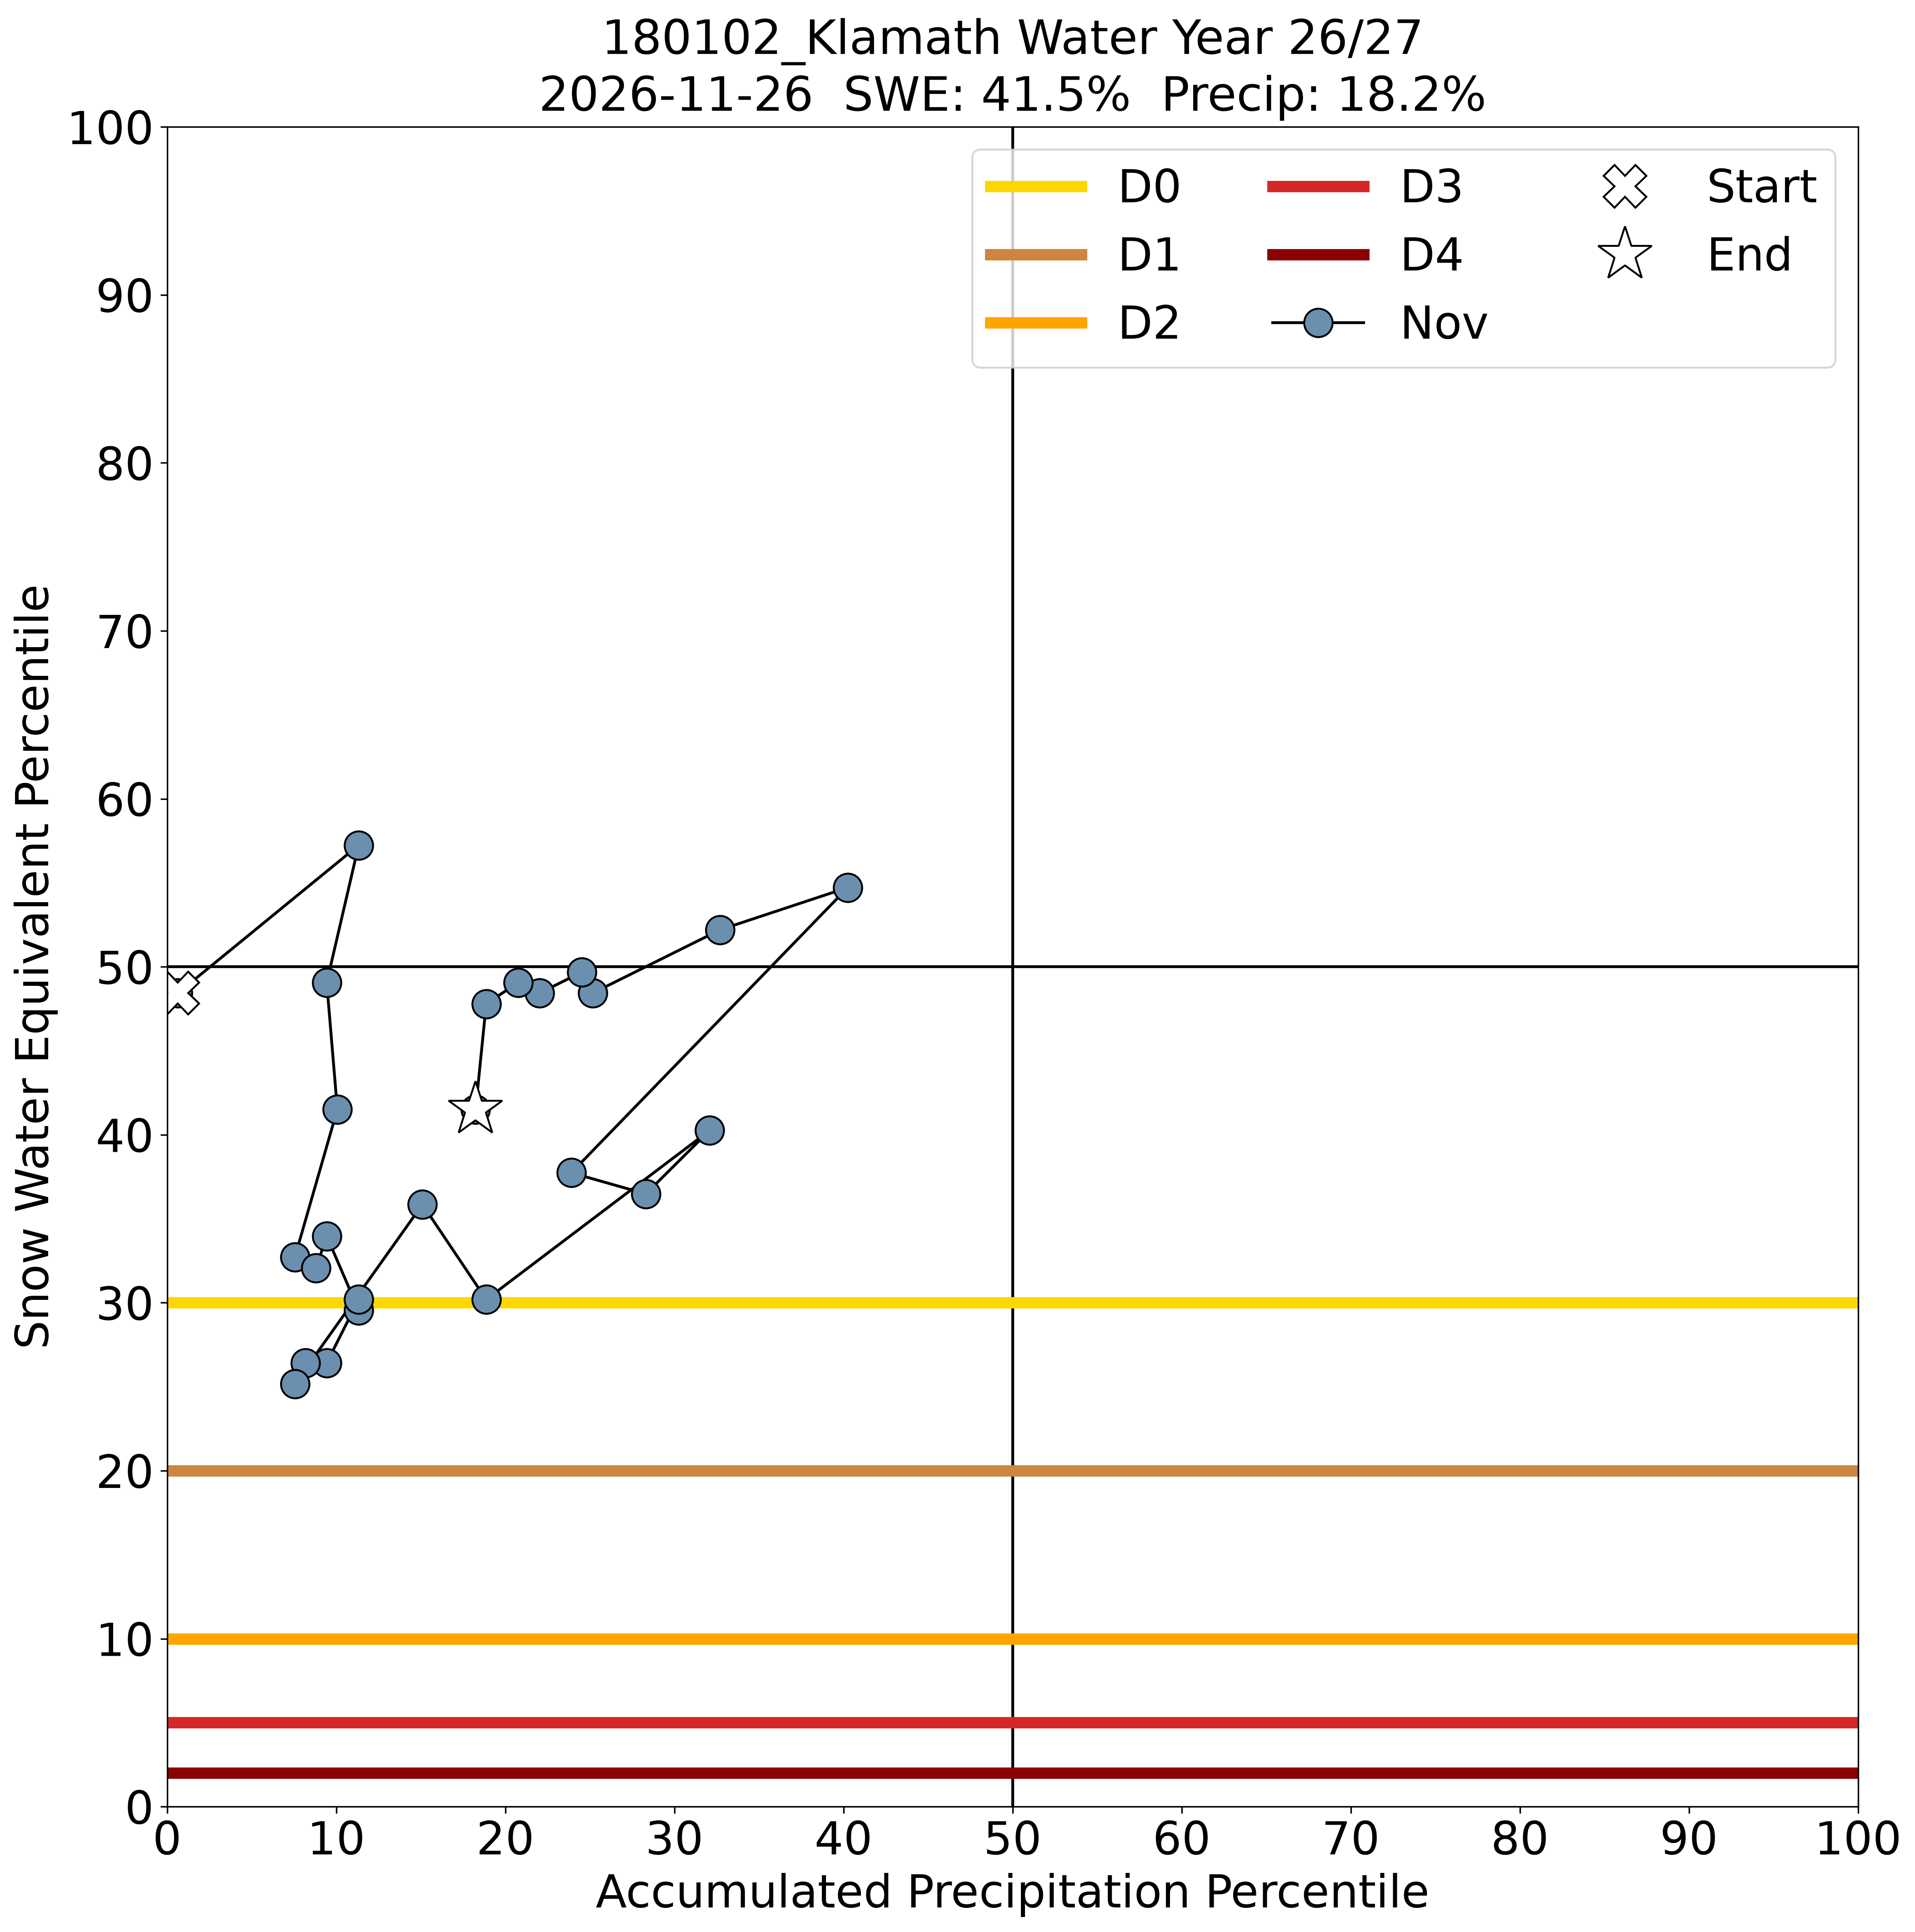 180102_Klamath Water Year 26/27
2026-11-26  SWE: 41.5%  Precip: 18.2%
D0
D1
D2
D3
D4
Nov
Start
End
Snow Water Equivalent Percentile
100
90
80
70
60
50
40
30
20
10
0
0 10 20 30 40 50 60 70 80 90 100
Accumulated Precipitation Percentile